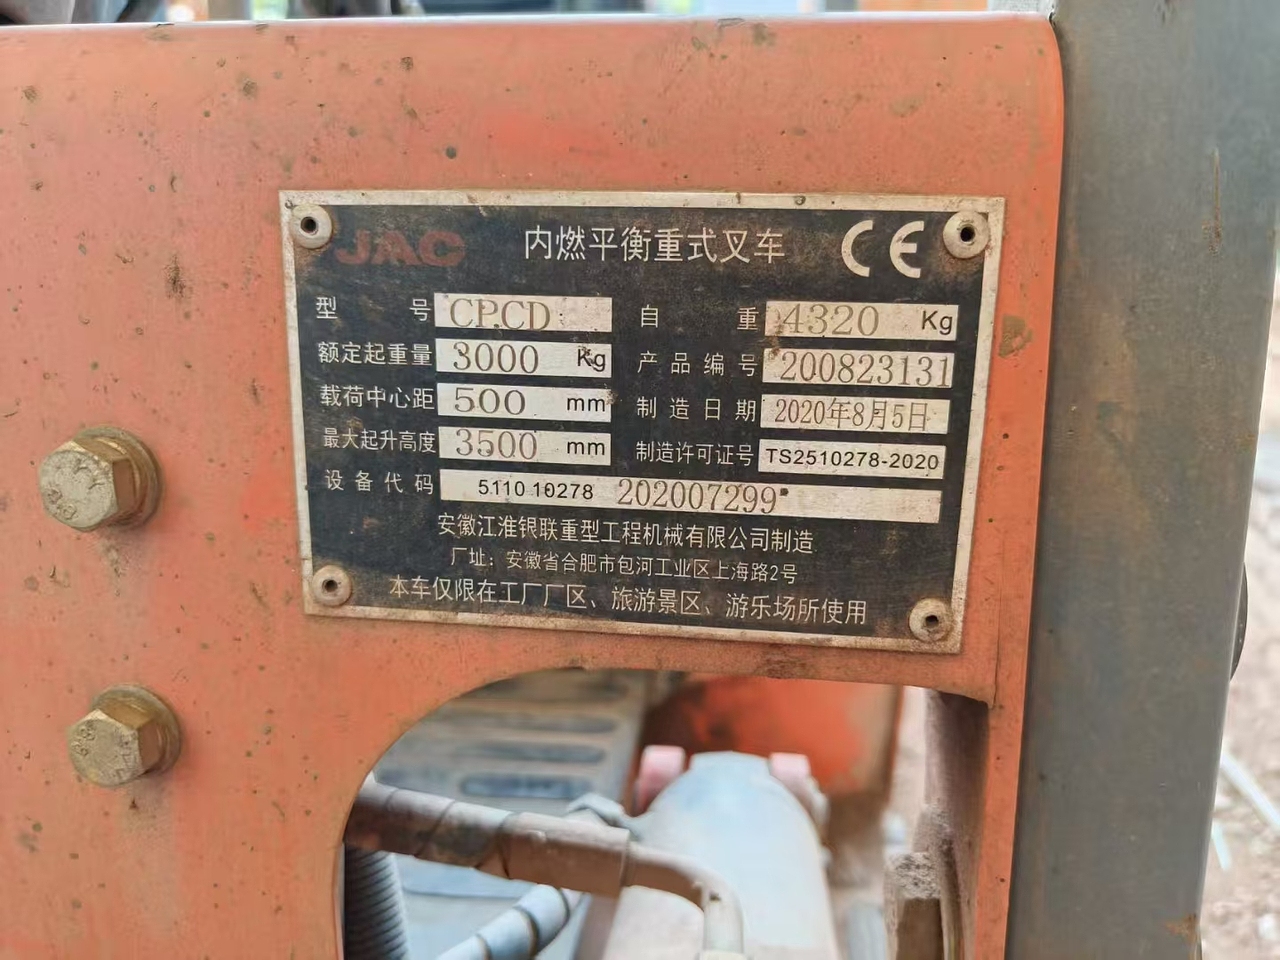 JAC 内燃平衡重式叉车 CE
型号 CPCD 自重 4320 Kg
额定起重量 3000 Kg 产品编号 200823131
载荷中心距 500 mm 制造日期 2020年8月5日
最大起升高度 3500 mm 制造许可证号 TS2510278-2020
设备代码 5110 10278 202007299
安徽江淮银联重型工程机械有限公司制造
厂址：安徽省合肥市包河工业区上海路2号
本车仅限在工厂厂区、旅游景区、游乐场所使用
8.8